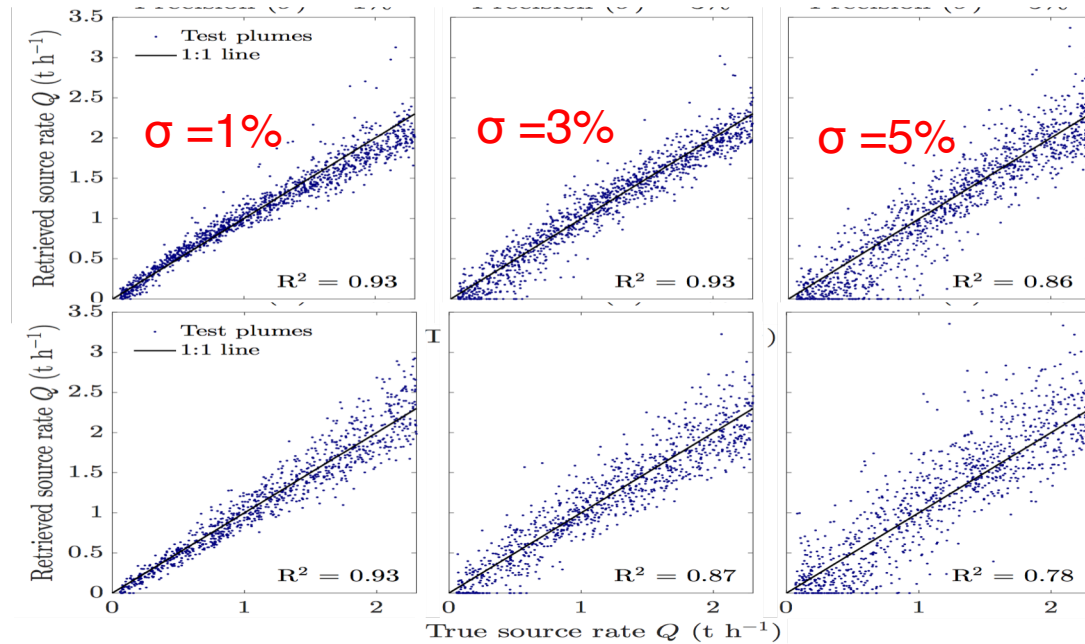 3.5
3
2.5
2
1.5
1
0.5
0
Retrieved source rate Q (t h⁻¹)
Test plumes
1:1 line
σ =1%
R² = 0.93
σ =3%
R² = 0.93
σ =5%
R² = 0.86
3.5
3
2.5
2
1.5
1
0.5
0
Retrieved source rate Q (t h⁻¹)
Test plumes
1:1 line
R² = 0.93
R² = 0.87
R² = 0.78
0 1 2 0 1 2 0 1 2
True source rate Q (t h⁻¹)